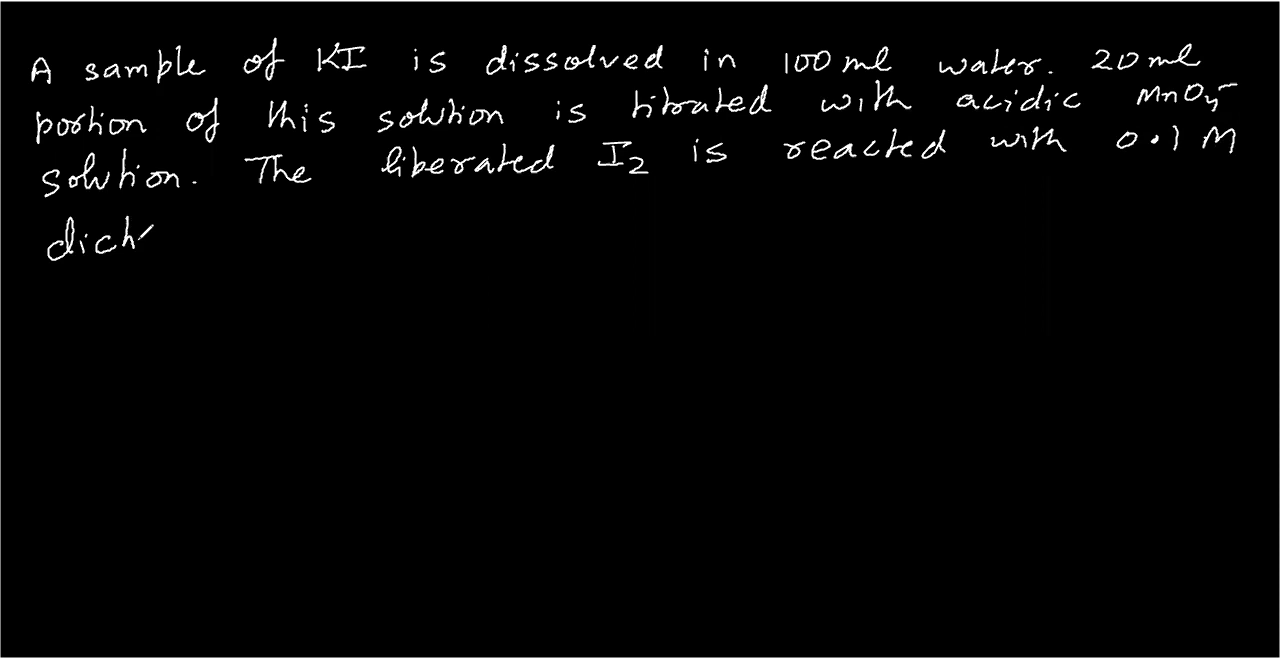 A sample of KI is dissolved in 100 ml water. 20 ml
portion of this solution is titrated with acidic MnO₄⁻
solution. The liberated I₂ is reacted with 0.1 M
dich